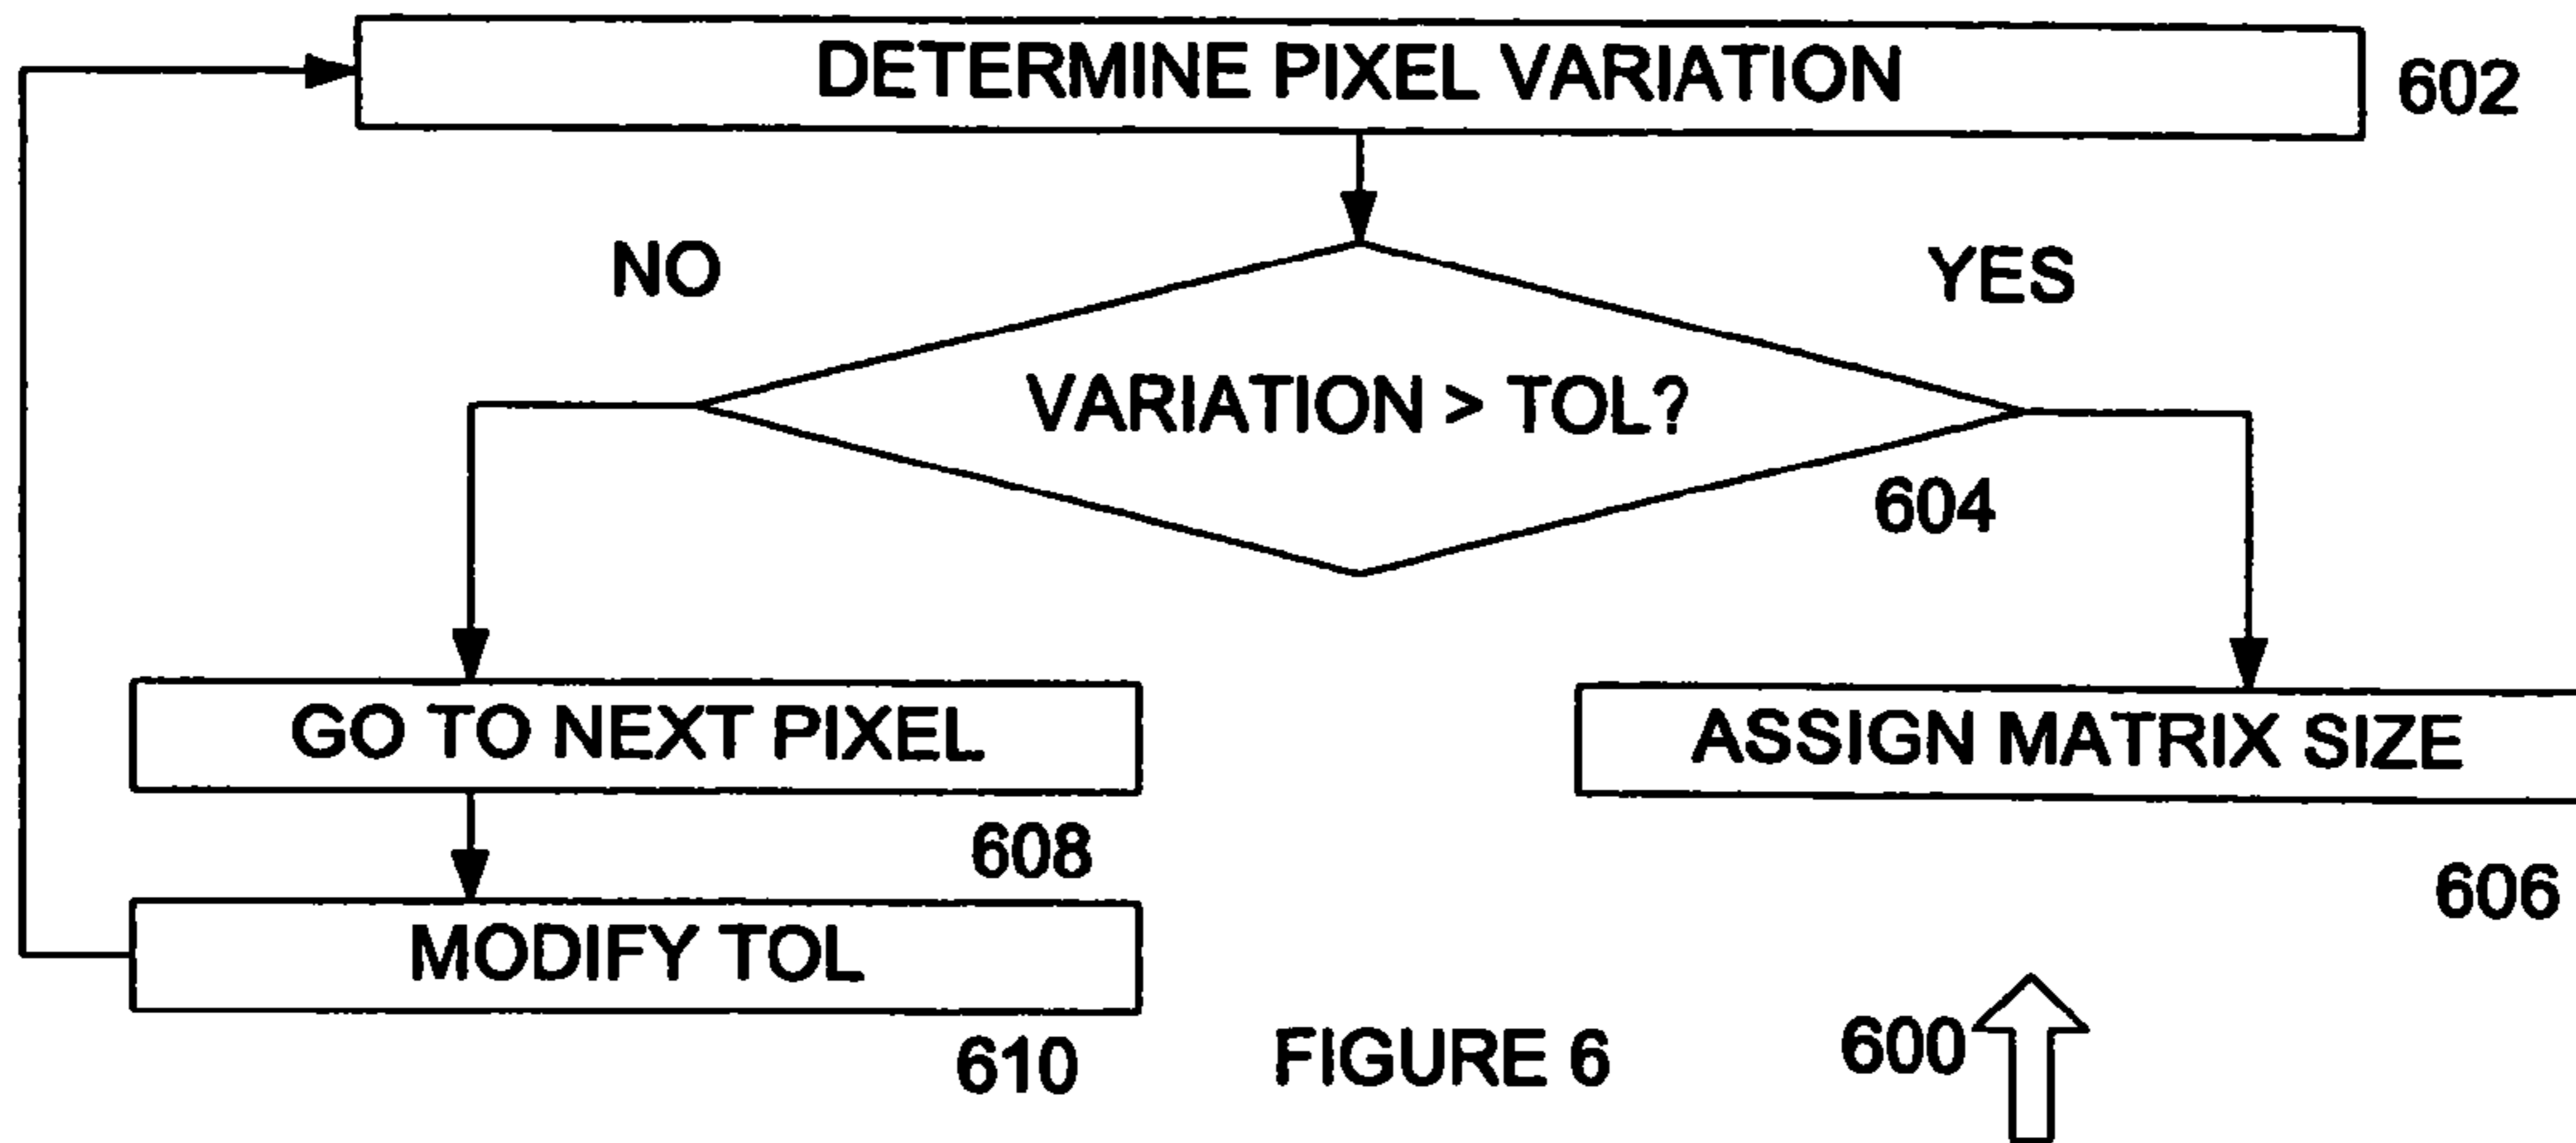 DETERMINE PIXEL VARIATION
602
NO
YES
VARIATION > TOL?
604
GO TO NEXT PIXEL
608
ASSIGN MATRIX SIZE
606
MODIFY TOL
610
FIGURE 6
600